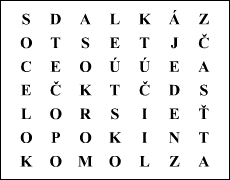 S D A L K Á Z
O T S E T J Č
C E O Ú Ú E A
E Č K T Č D S
L O R S I E Ť
O P O K I N T
K O M O L Z A